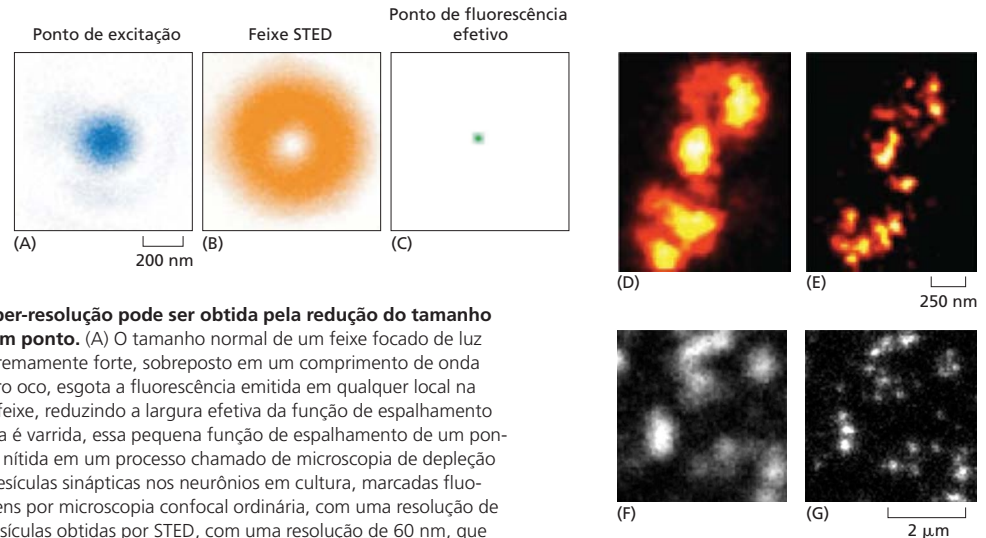 Ponto de excitação
Feixe STED
Ponto de fluorescência
efetivo
(A)
200 nm
(B)
(C)
(D)
(E)
250 nm
per-resolução pode ser obtida pela redução do tamanho
m ponto. (A) O tamanho normal de um feixe focado de luz
remamente forte, sobreposto em um comprimento de onda
ro oco, esgota a fluorescência emitida em qualquer local na
feixe, reduzindo a largura efetiva da função de espalhamento
a é varrida, essa pequena função de espalhamento de um pon-
nítida em um processo chamado de microscopia de depleção
esículas sinápticas nos neurônios em cultura, marcadas fluo-
ens por microscopia confocal ordinária, com uma resolução de
sículas obtidas por STED, com uma resolução de 60 nm, que
(F)
(G)
2 μm